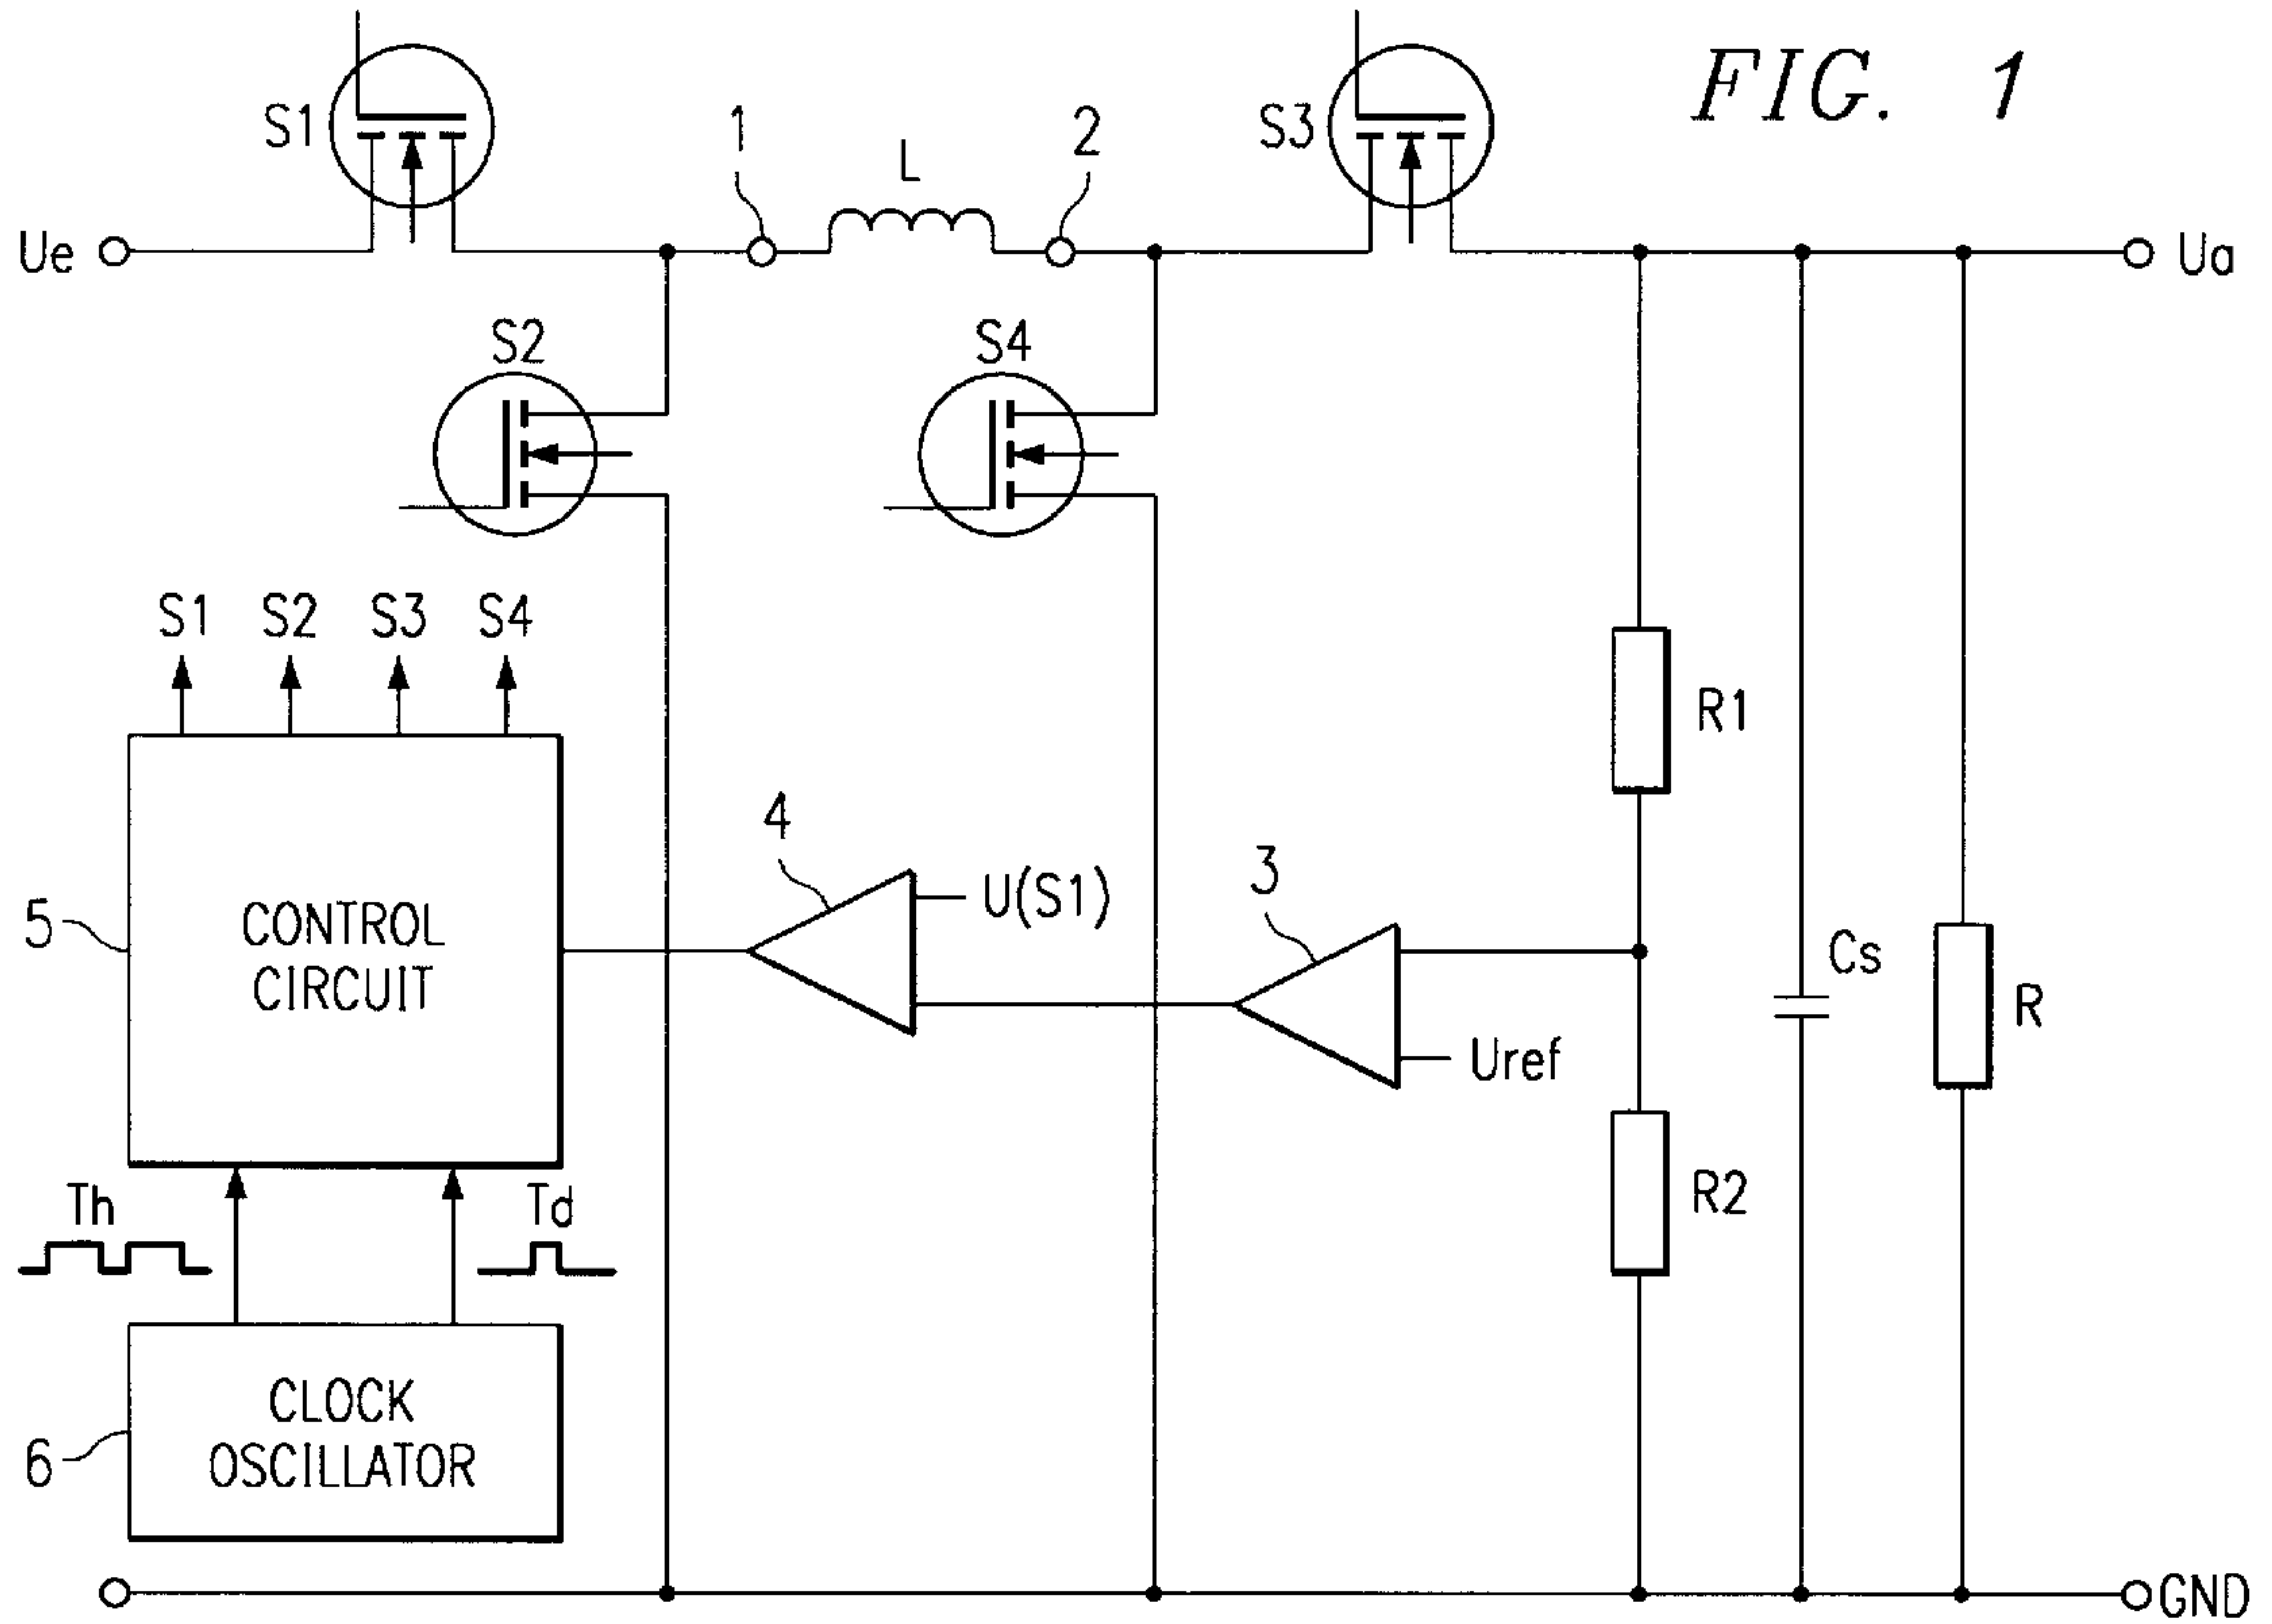 FIG. 1
S1
1
L
2
S3
Ue
Ua
S2
S4
S1 S2 S3 S4
R1
4
U(S1)
3
5
CONTROL
CIRCUIT
Cs
R
Uref
Th
Td
R2
CLOCK
OSCILLATOR
6
GND